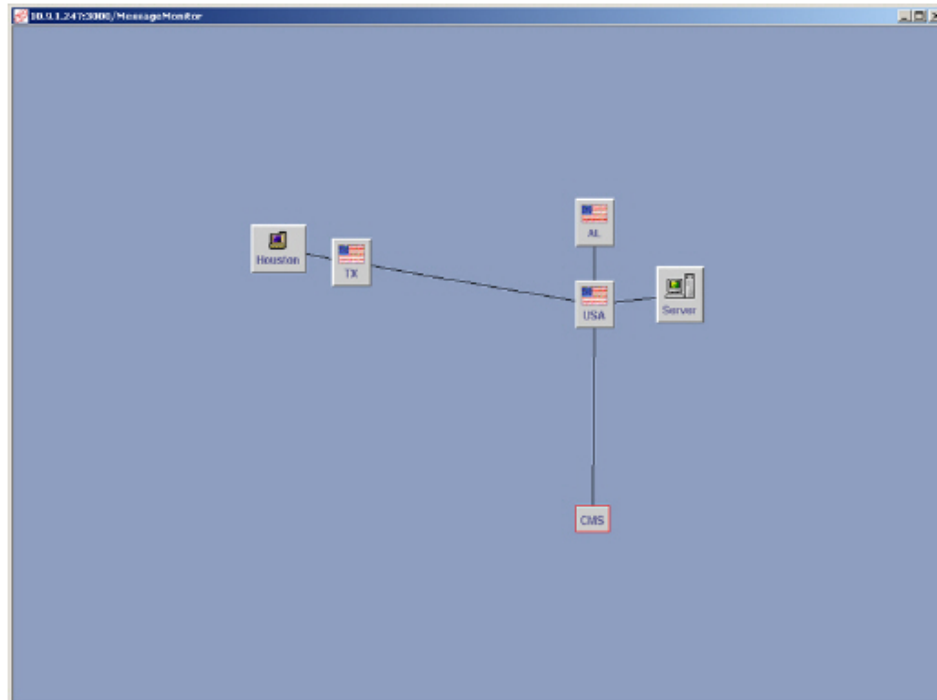 10.9.1.247:3000/MessageMonitor
AL
Houston
TX
USA
Server
CMS